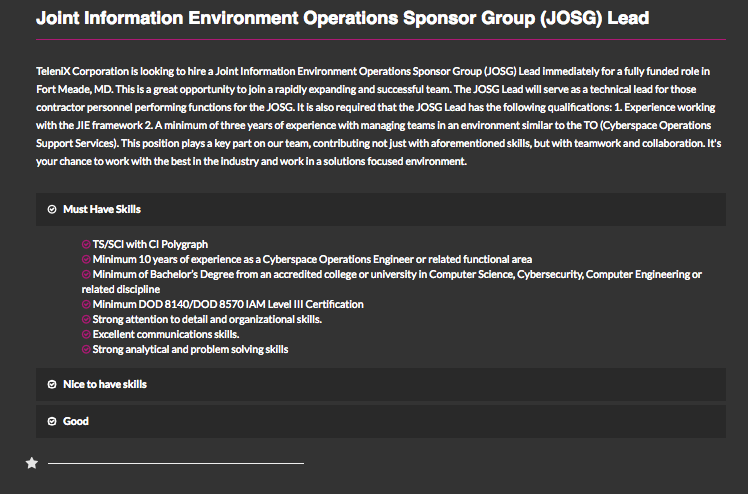 Joint Information Environment Operations Sponsor Group (JOSG) Lead
TeleniX Corporation is looking to hire a Joint Information Environment Operations Sponsor Group (JOSG) Lead immediately for a fully funded role in
Fort Meade, MD. This is a great opportunity to join a rapidly expanding and successful team. The JOSG Lead will serve as a technical lead for those
contractor personnel performing functions for the JOSG. It is also required that the JOSG Lead has the following qualifications: 1. Experience working
with the JIE framework 2. A minimum of three years of experience with managing teams in an environment similar to the TO (Cyberspace Operations
Support Services). This position plays a key part on our team, contributing not just with aforementioned skills, but with teamwork and collaboration. It's
your chance to work with the best in the industry and work in a solutions focused environment.
Must Have Skills
TS/SCI with CI Polygraph
Minimum 10 years of experience as a Cyberspace Operations Engineer or related functional area
Minimum of Bachelor's Degree from an accredited college or university in Computer Science, Cybersecurity, Computer Engineering or
related discipline
Minimum DOD 8140/DOD 8570 IAM Level III Certification
Strong attention to detail and organizational skills.
Excellent communications skills.
Strong analytical and problem solving skills
Nice to have skills
Good